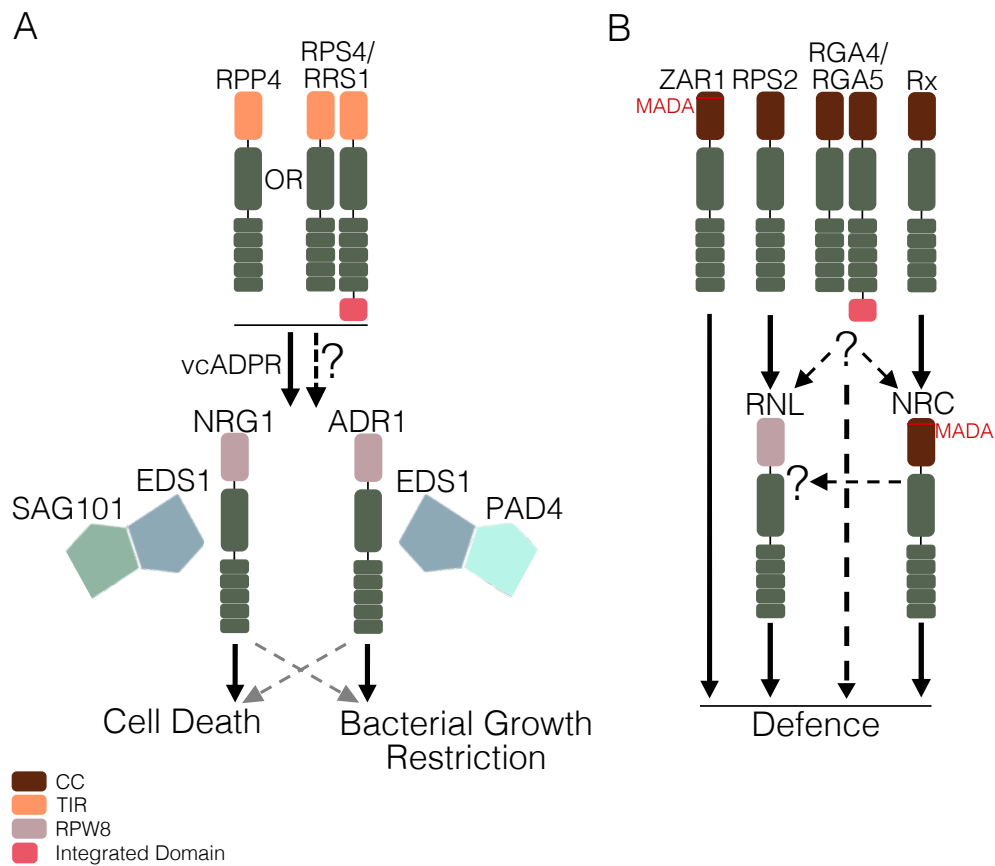 A
RPP4
RPS4/
RRS1
OR
vcADPR
?
NRG1
ADR1
SAG101
EDS1
EDS1
PAD4
Cell Death
Bacterial Growth
Restriction
CC
TIR
RPW8
Integrated Domain
B
ZAR1
RPS2
RGA4/
RGA5
Rx
MADA
?
RNL
NRC
MADA
?
Defence